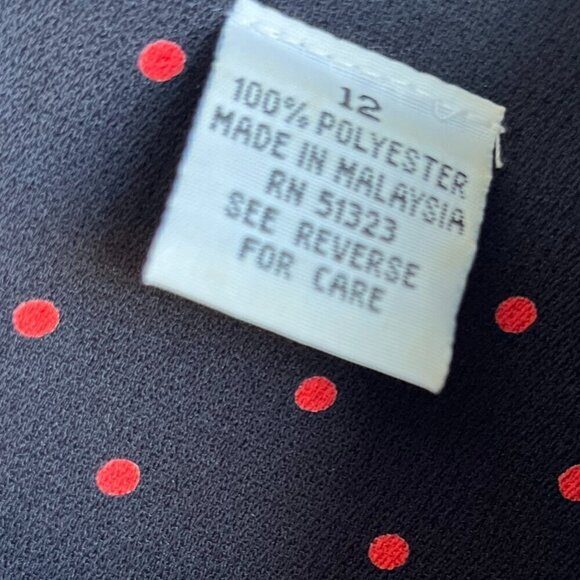 12
100% POLYESTER
MADE IN MALAYSIA
RN 51323
SEE REVERSE
FOR CARE